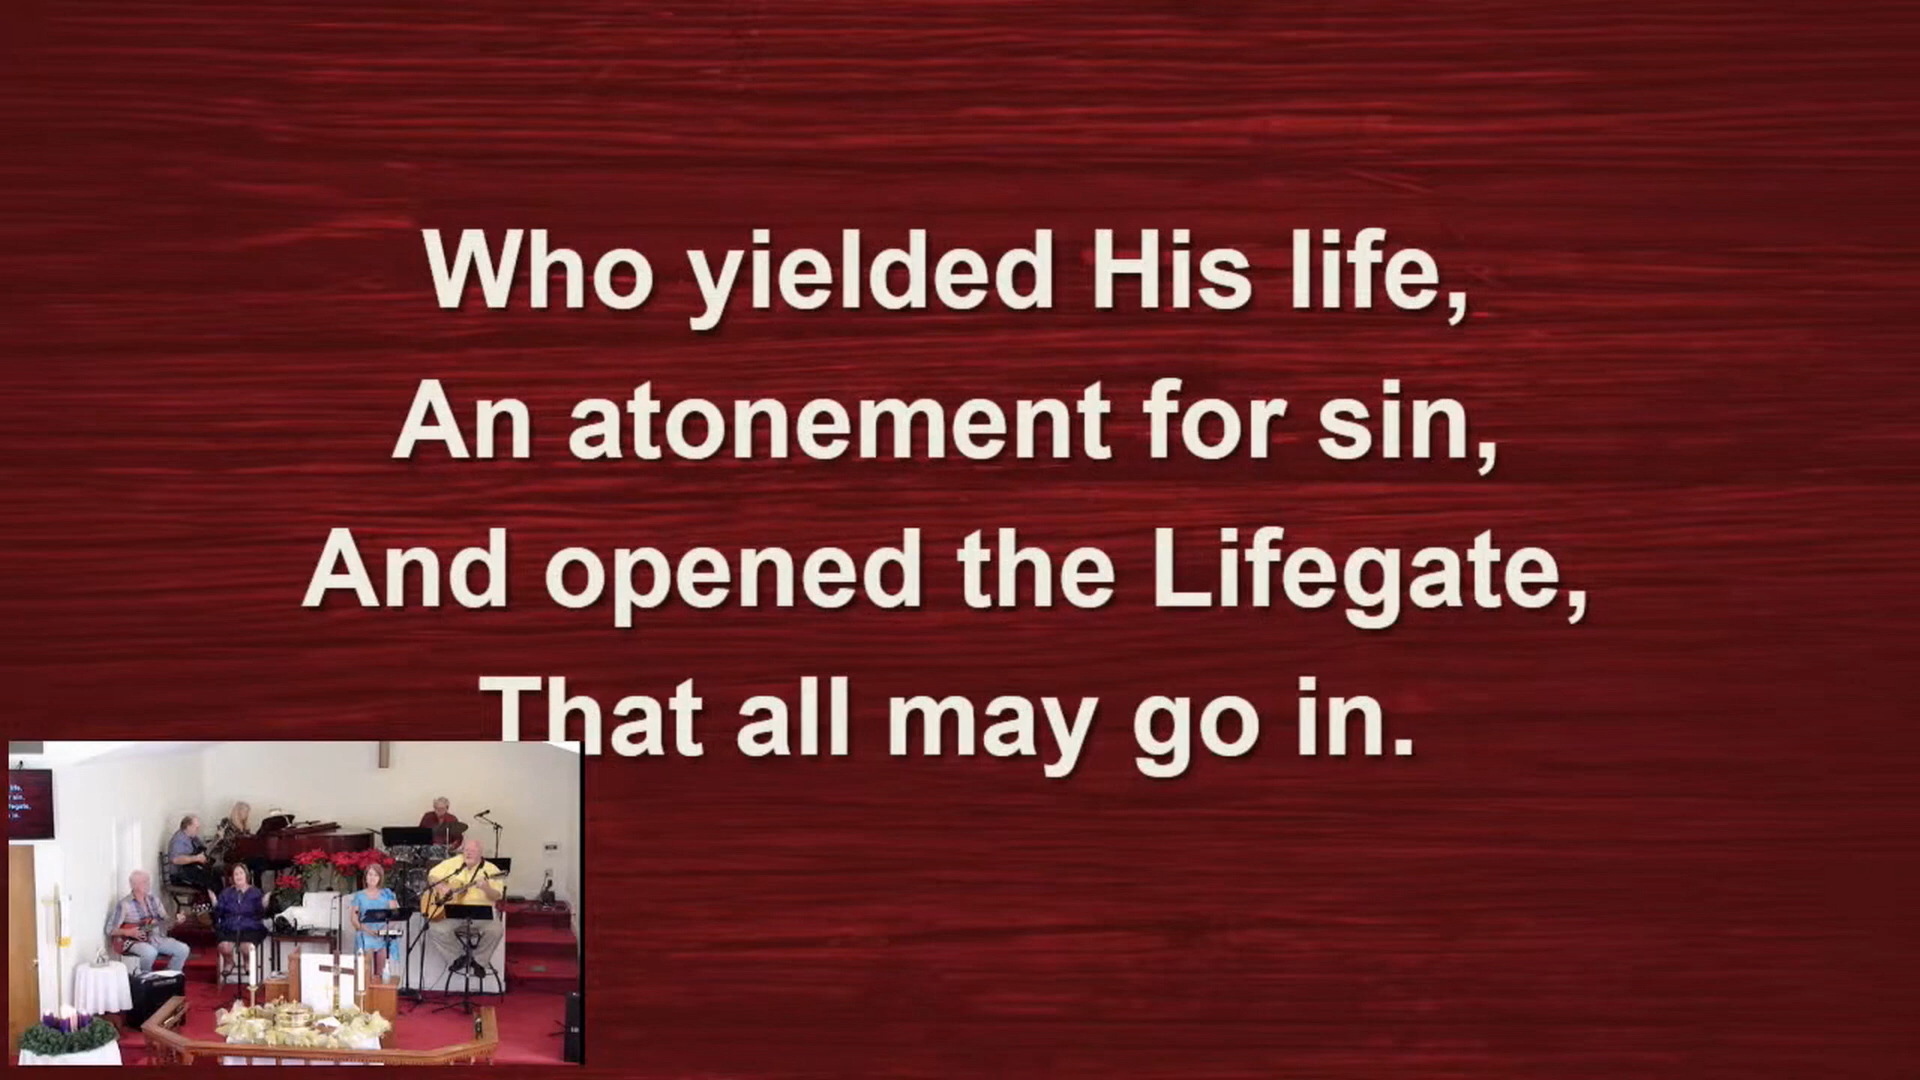 Who yielded His life,
An atonement for sin,
And opened the Lifegate,
That all may go in.